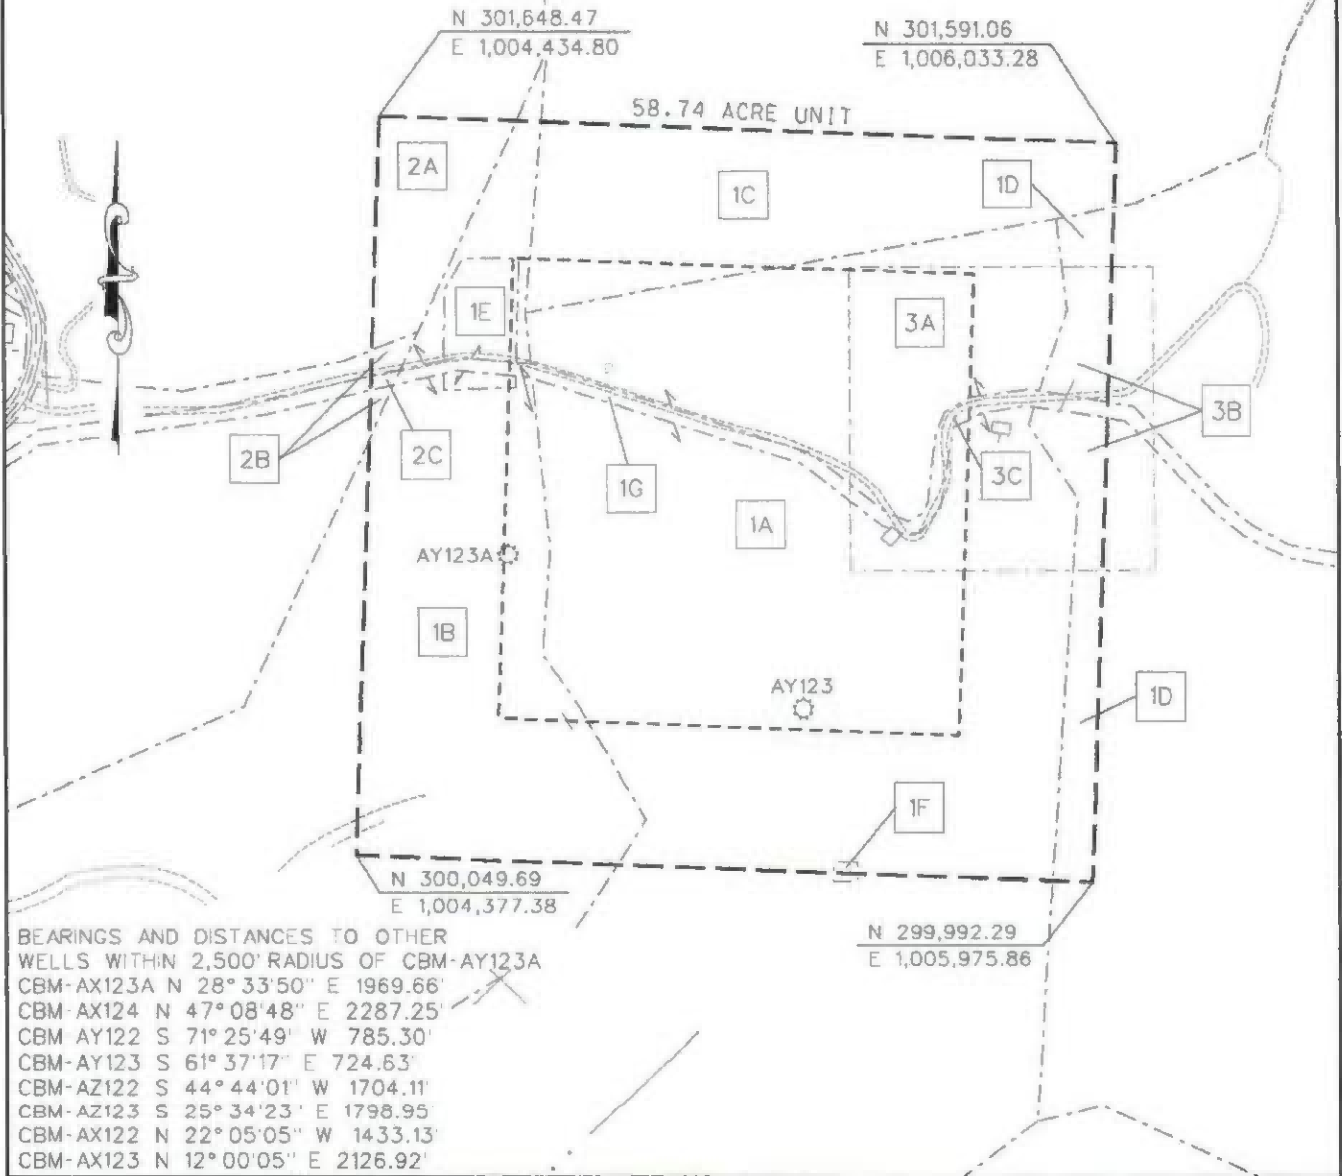 N 301,648.47
E 1,004,434.80
N 301,591.06
E 1,006,033.28
58.74 ACRE UNIT
2A
1C
1D
1E
3A
2B
2C
1G
3C
3B
1A
AY123A
1B
AY123
1D
1F
N 300,049.69
E 1,004,377.38
N 299,992.29
E 1,005,975.86
BEARINGS AND DISTANCES TO OTHER
WELLS WITHIN 2,500' RADIUS OF CBM-AY123A
CBM-AX123A N 28°33'50" E 1969.66'
CBM-AX124 N 47°08'48" E 2287.25'
CBM AY122 S 71°25'49" W 785.30'
CBM-AY123 S 61°37'17" E 724.63'
CBM-AZ122 S 44°44'01" W 1704.11'
CBM-AZ123 S 25°34'23" E 1798.95'
CBM-AX122 N 22°05'05" W 1433.13'
CBM-AX123 N 12°00'05" E 2126.92'